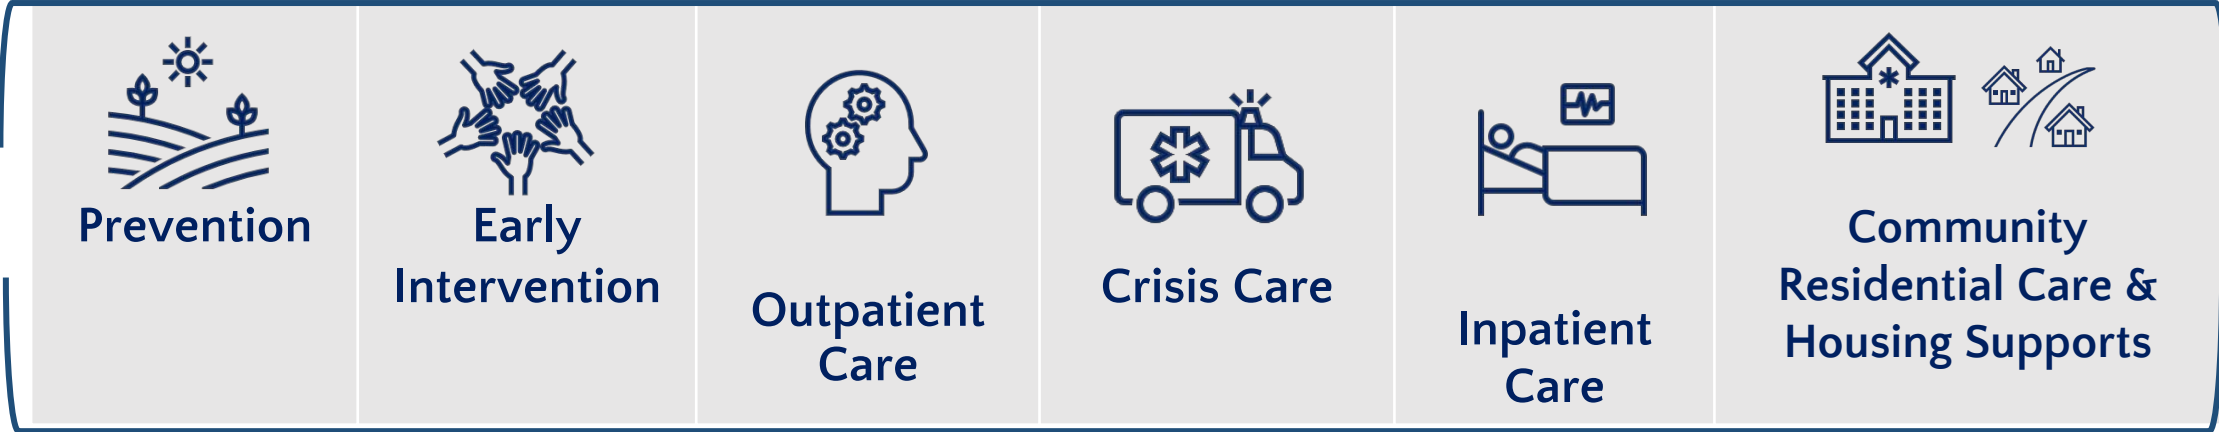 Prevention
Early
Intervention
Outpatient
Care
Crisis Care
Inpatient
Care
Community
Residential Care &
Housing Supports